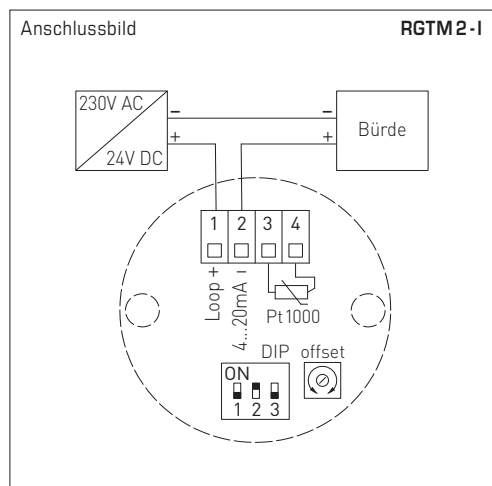 Anschlussbild RGTM 2 - I
230V AC
24V DC
– –
+ +
Bürde
1 2 3 4
Loop +
4...20mA –
Pt1000
DIP offset
ON
1 2 3